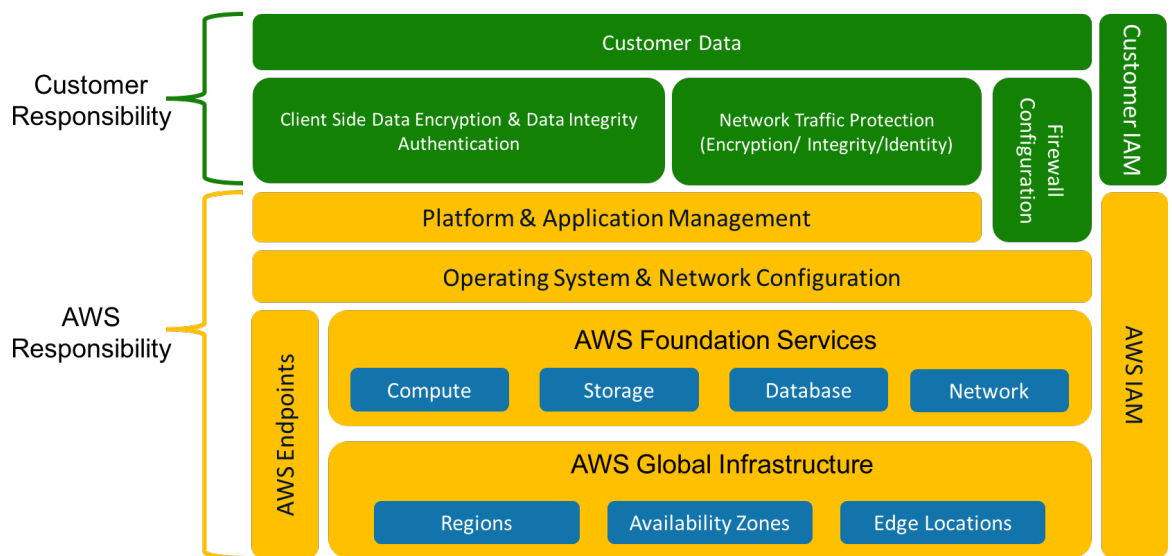 Customer
Responsibility
Customer Data
Customer IAM
Client Side Data Encryption & Data Integrity
Authentication
Network Traffic Protection
(Encryption/ Integrity/Identity)
Firewall
Configuration
AWS
Responsibility
Platform & Application Management
Operating System & Network Configuration
AWS Endpoints
AWS Foundation Services
Compute
Storage
Database
Network
AWS IAM
AWS Global Infrastructure
Regions
Availability Zones
Edge Locations